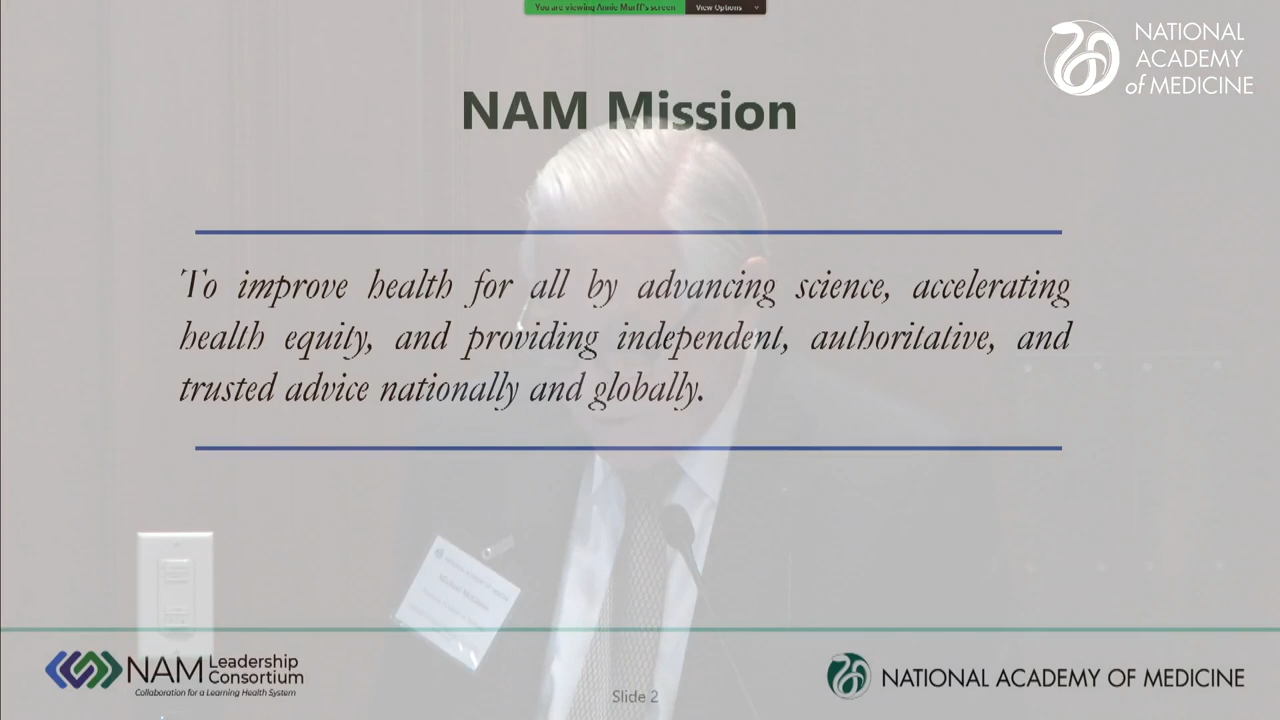 You are viewing Annie Murff's screen View Options
NATIONAL
ACADEMY
of MEDICINE
NAM Mission
To improve health for all by advancing science, accelerating
health equity, and providing independent, authoritative, and
trusted advice nationally and globally.
NAM Leadership
Consortium
Collaboration for a Learning Health System
Slide 2
NATIONAL ACADEMY OF MEDICINE